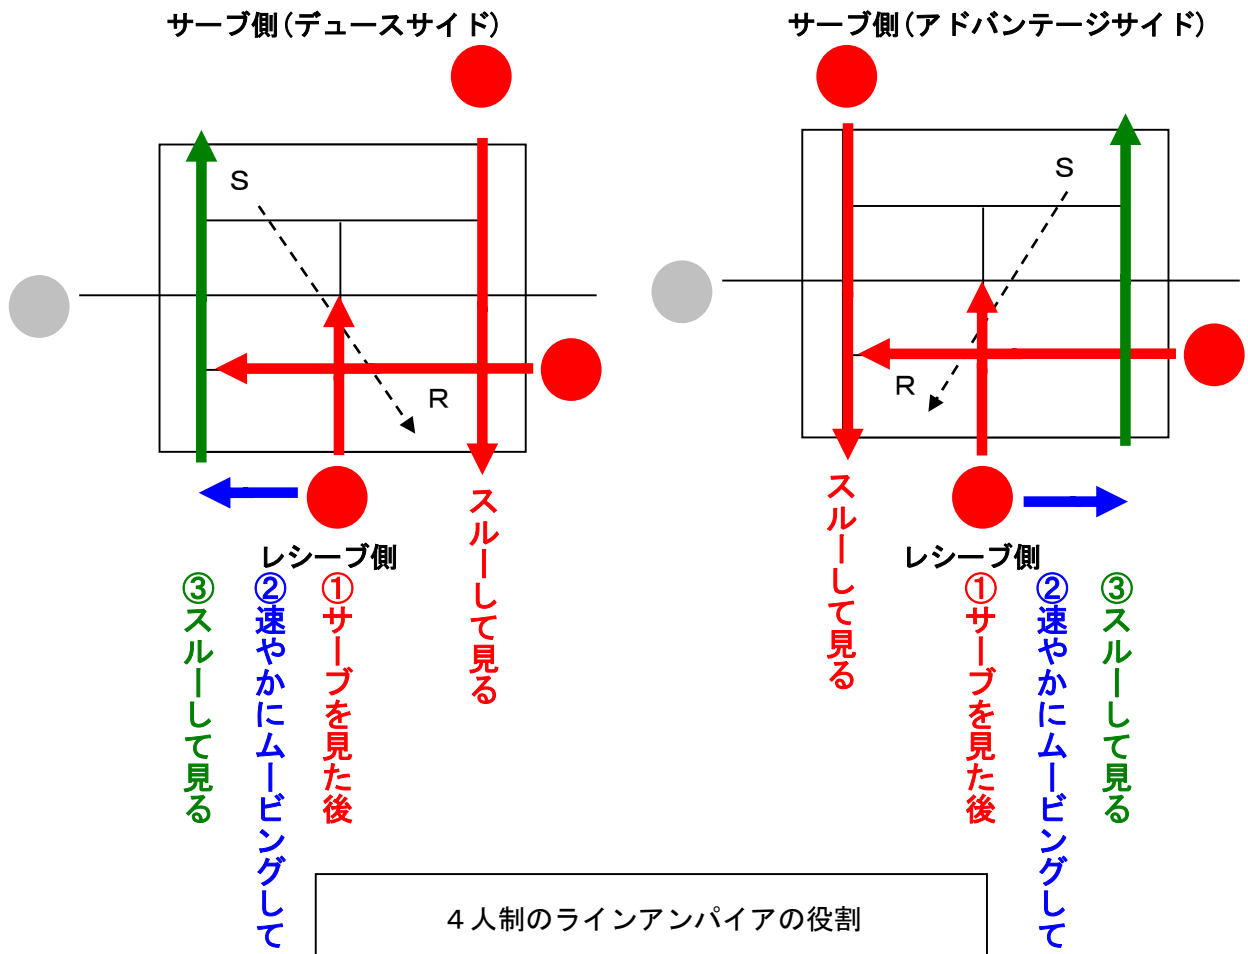 サーブ側（デュースサイド）
S
R
レシーブ側
スルーして見る
①サーブを見た後
②速やかにムービングして
③スルーして見る
サーブ側（アドバンテージサイド）
S
R
レシーブ側
スルーして見る
①サーブを見た後
②速やかにムービングして
③スルーして見る
４人制のラインアンパイアの役割